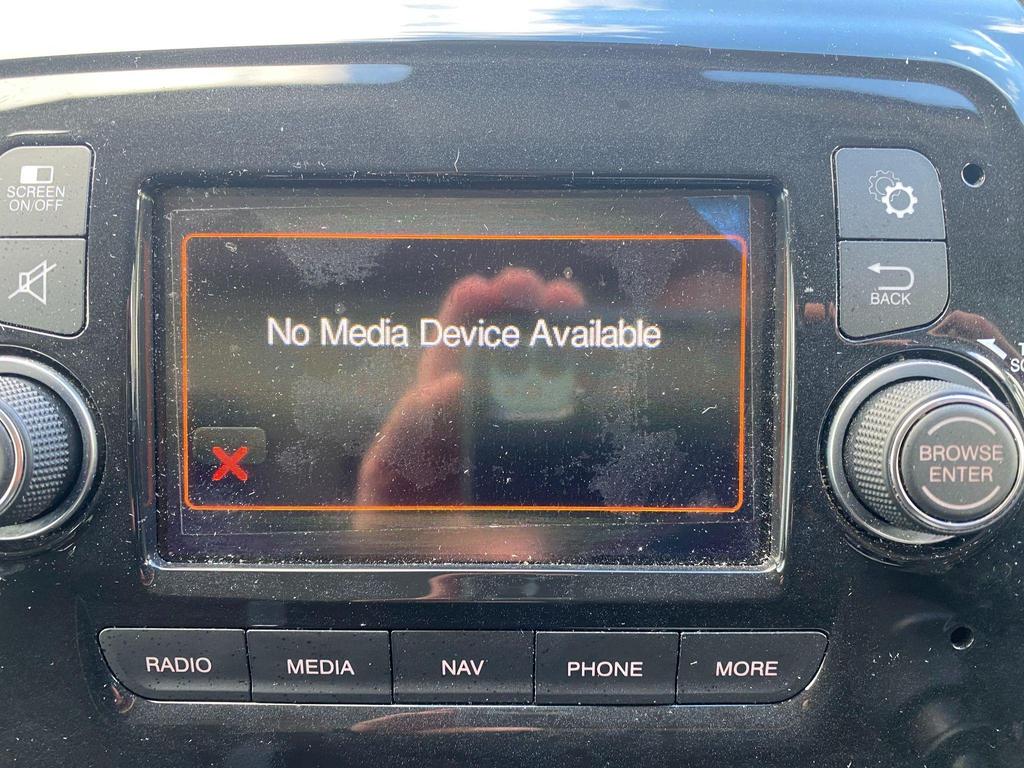 SCREEN
ON/OFF
No Media Device Available
BACK
BROWSE
ENTER
RADIO
MEDIA
NAV
PHONE
MORE